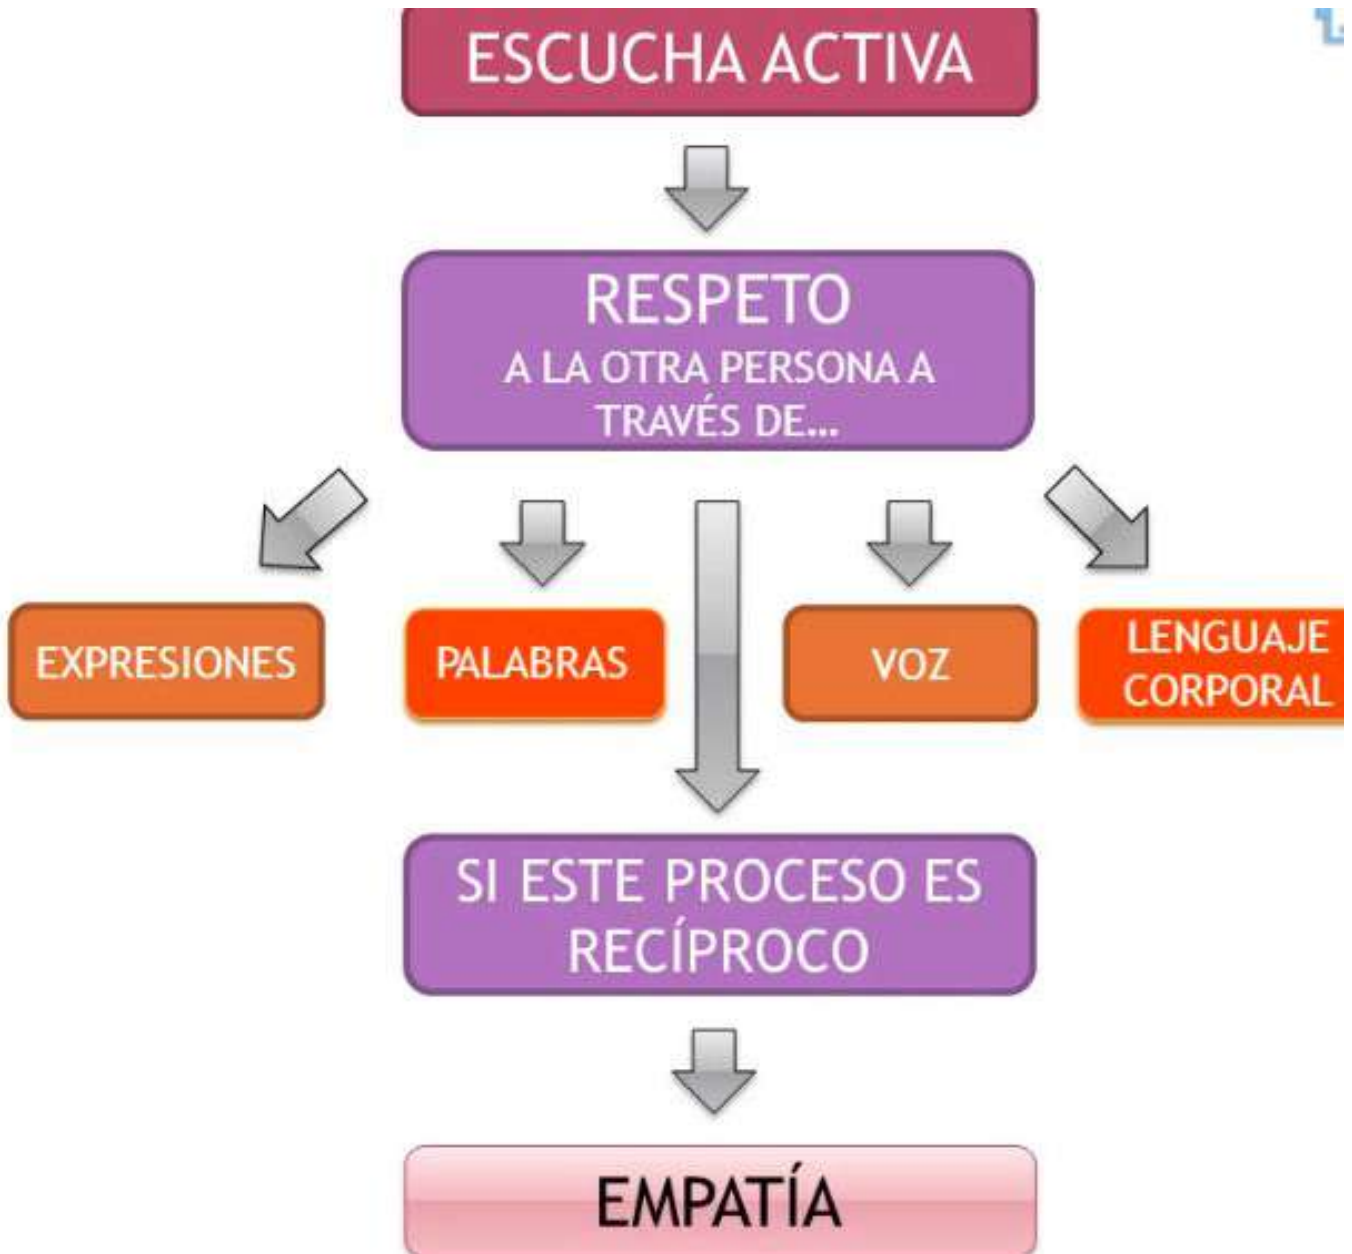 ESCUCHA ACTIVA
RESPETO
A LA OTRA PERSONA A
TRAVÉS DE...
EXPRESIONES
PALABRAS
VOZ
LENGUAJE
CORPORAL
SI ESTE PROCESO ES
RECÍPROCO
EMPATÍA